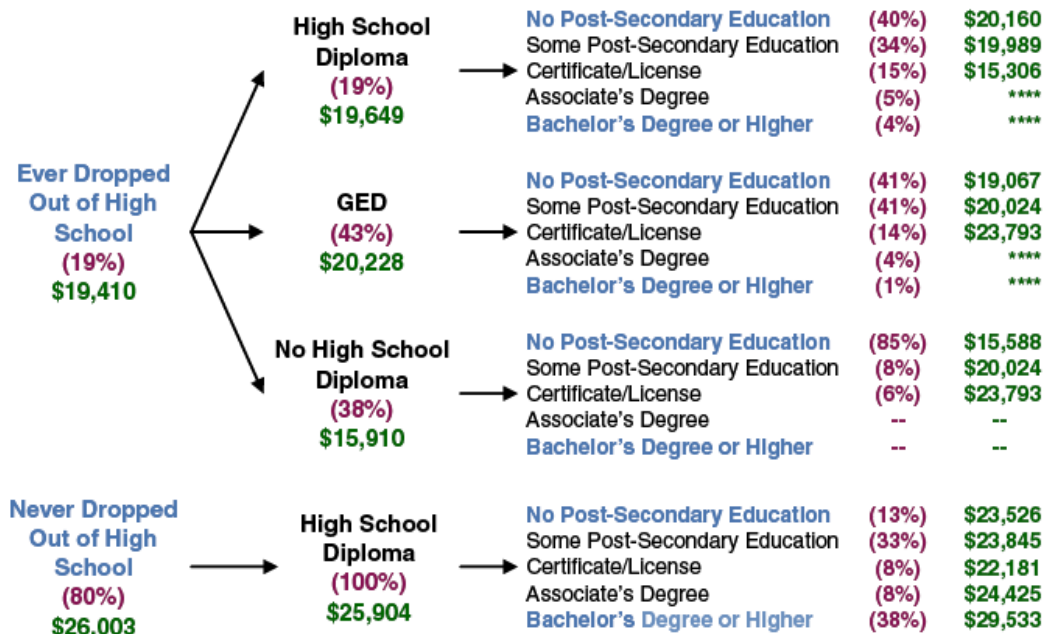 High School
Diploma
(19%)
$19,649
No Post-Secondary Education (40%) $20,160
Some Post-Secondary Education (34%) $19,989
Certificate/License (15%) $15,306
Associate's Degree (5%) ****
Bachelor's Degree or Higher (4%) ****
Ever Dropped
Out of High
School
(19%)
$19,410
GED
(43%)
$20,228
No Post-Secondary Education (41%) $19,067
Some Post-Secondary Education (41%) $20,024
Certificate/License (14%) $23,793
Associate's Degree (4%) ****
Bachelor's Degree or Higher (1%) ****
No High School
Diploma
(38%)
$15,910
No Post-Secondary Education (85%) $15,588
Some Post-Secondary Education (8%) $20,024
Certificate/License (6%) $23,793
Associate's Degree -- --
Bachelor's Degree or Higher -- --
Never Dropped
Out of High
School
(80%)
$26,003
High School
Diploma
(100%)
$25,904
No Post-Secondary Education (13%) $23,526
Some Post-Secondary Education (33%) $23,845
Certificate/License (8%) $22,181
Associate's Degree (8%) $24,425
Bachelor's Degree or Higher (38%) $29,533